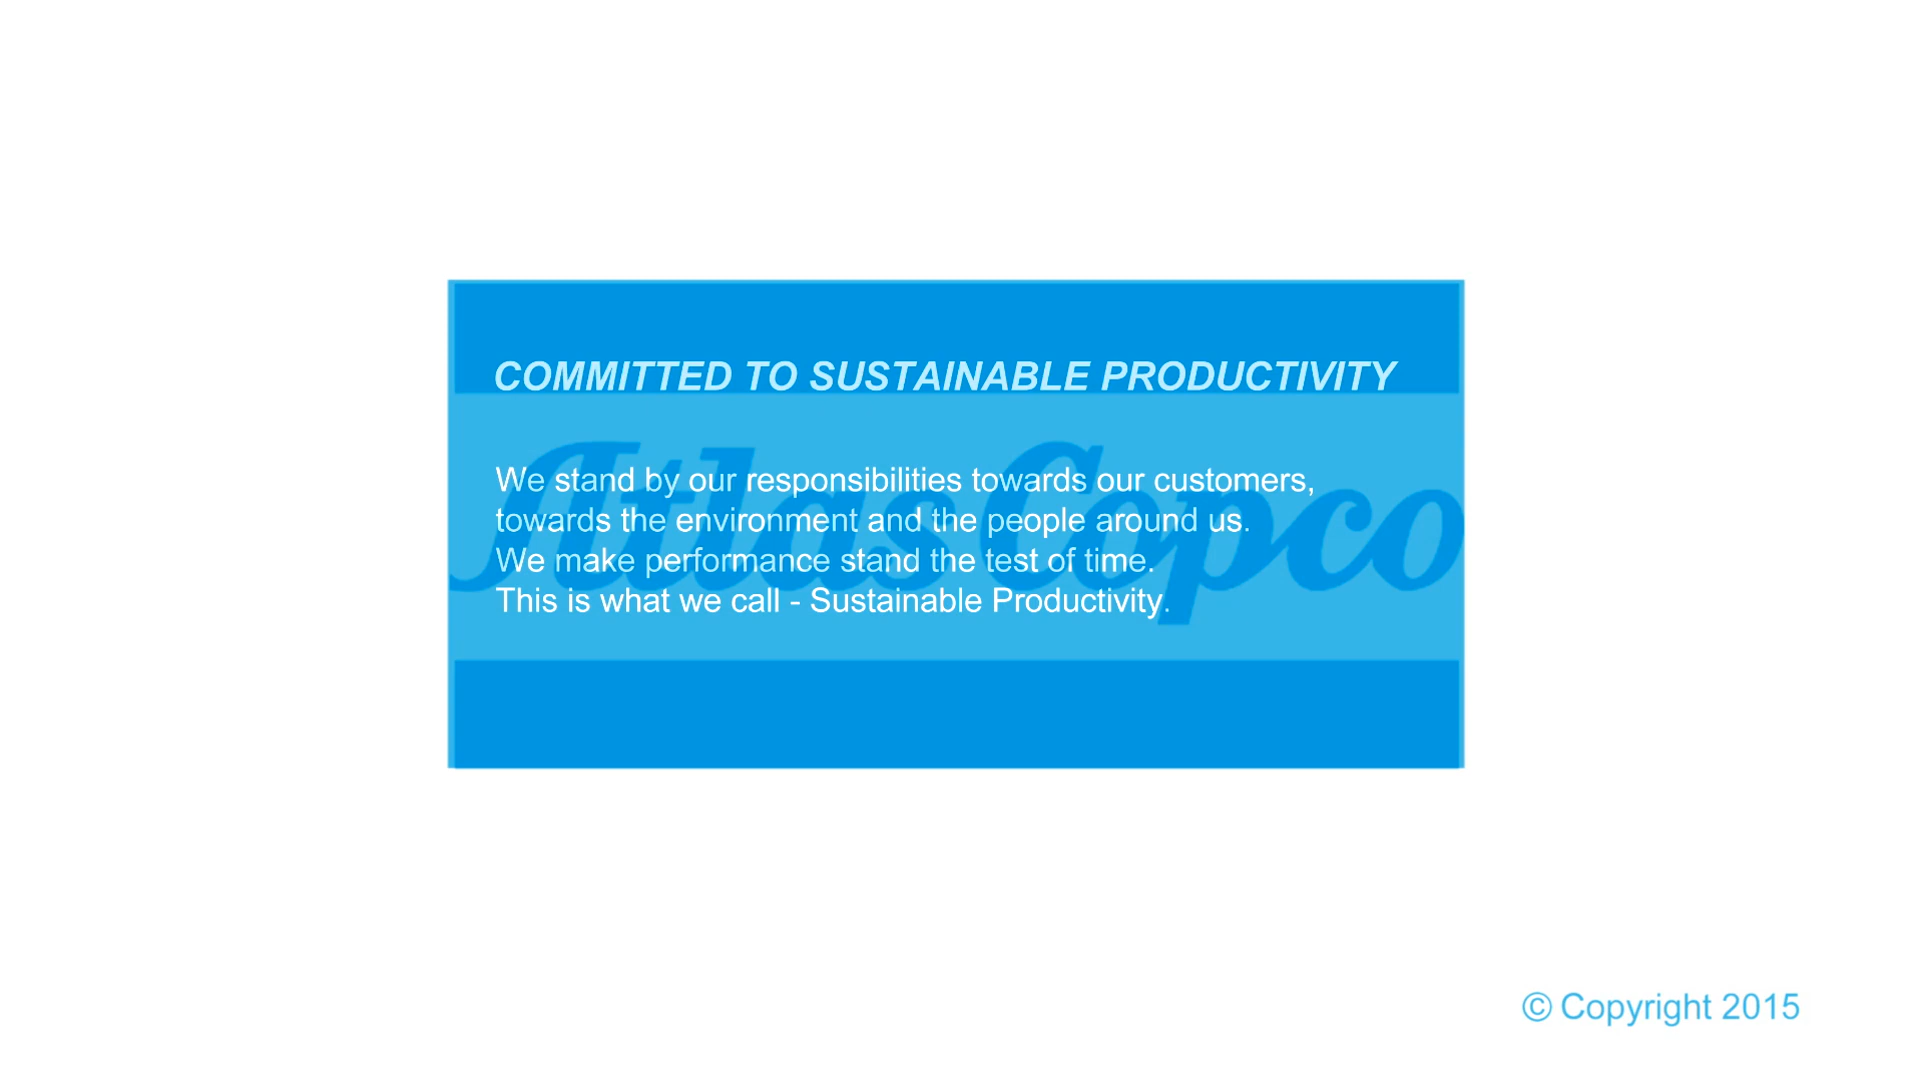 COMMITTED TO SUSTAINABLE PRODUCTIVITY
Atlas Copco
We stand by our responsibilities towards our customers,
towards the environment and the people around us.
We make performance stand the test of time.
This is what we call - Sustainable Productivity.
© Copyright 2015